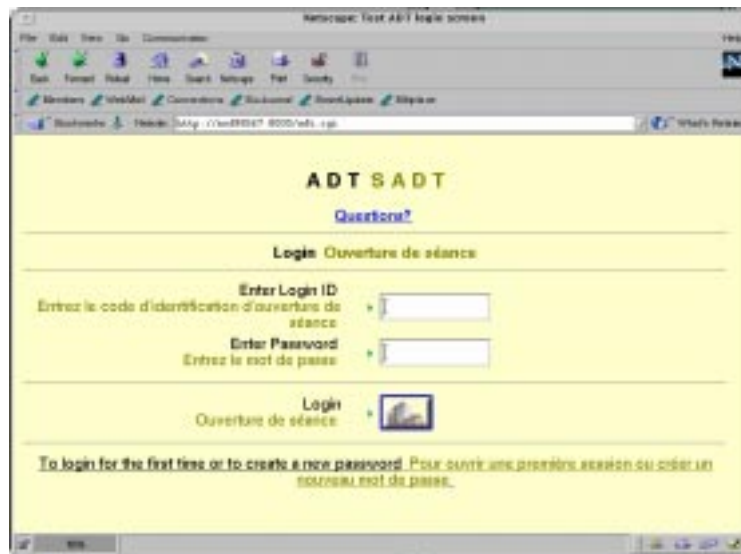 Netscape: Test ADT login screen
File Edit View Go Communicator Help
Back Forward Reload Home Search Netscape Print Security
Members WebMail Connections BizJournal SmartUpdate Mktplace
Bookmarks Netsite: What's Related
ADT SADT
Questions?
Login Ouverture de séance
Enter Login ID
Entrez le code d'identification d'ouverture de
séance
Enter Password
Entrez le mot de passe
Login
Ouverture de séance
To login for the first time or to create a new password Pour ouvrir une première session ou créer un
nouveau mot de passe.